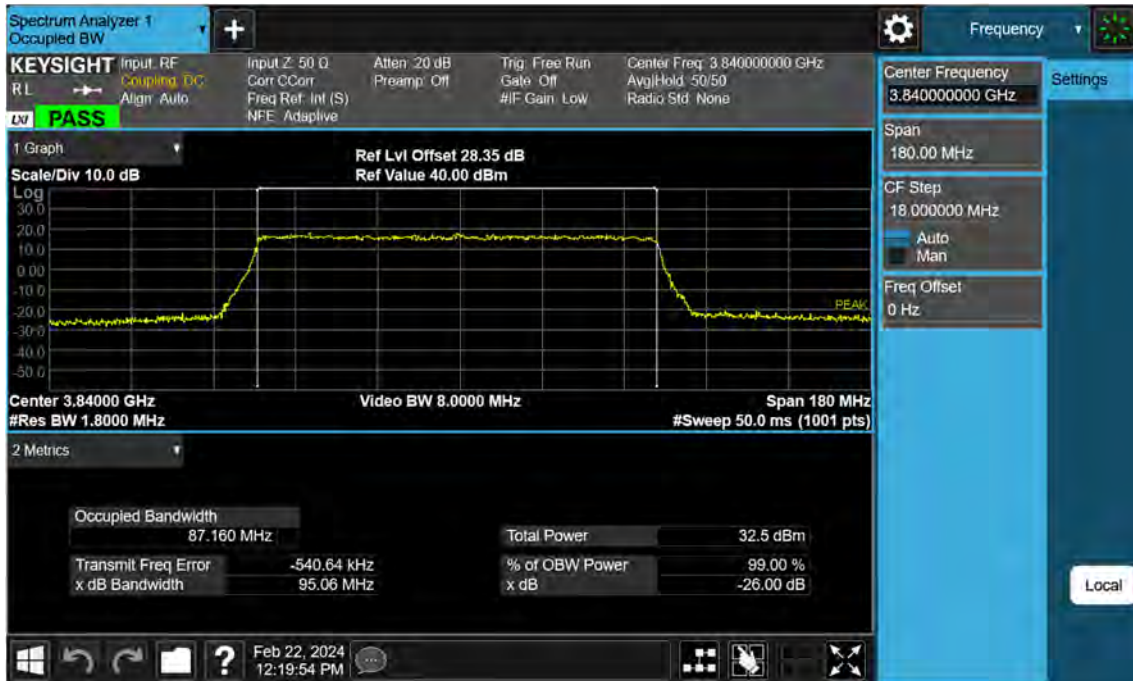 Spectrum Analyzer 1
Occupied BW
+
Frequency
KEYSIGHT Input: RF Input Z: 50 Ω Atten: 20 dB Trig: Free Run Center Freq: 3.840000000 GHz
RL Coupling: DC Corr CCorr Preamp: Off Gate: Off Avg|Hold: 50/50
Align: Auto Freq Ref: Int (S) #IF Gain: Low Radio Std: None
LXI PASS NFE: Adaptive
1 Graph
Scale/Div 10.0 dB
Ref Lvl Offset 28.35 dB
Ref Value 40.00 dBm
Log
30.0
20.0
10.0
0.00
-10.0
-20.0
-30.0
-40.0
-50.0
PEAK
Center 3.84000 GHz Video BW 8.0000 MHz Span 180 MHz
#Res BW 1.8000 MHz #Sweep 50.0 ms (1001 pts)
2 Metrics
Occupied Bandwidth
87.160 MHz
Total Power 32.5 dBm
Transmit Freq Error -540.64 kHz % of OBW Power 99.00 %
x dB Bandwidth 95.06 MHz x dB -26.00 dB
?
Feb 22, 2024
12:19:54 PM
Center Frequency
3.840000000 GHz
Settings
Span
180.00 MHz
CF Step
18.000000 MHz
Auto
Man
Freq Offset
0 Hz
Local